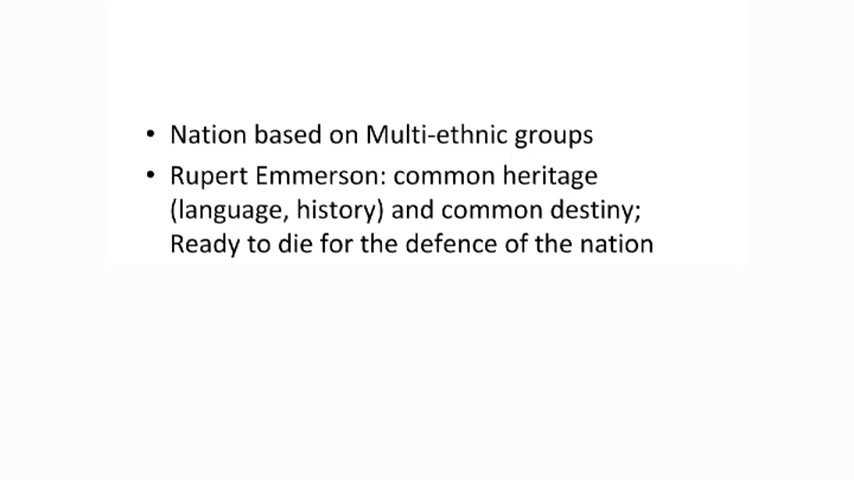 • Nation based on Multi-ethnic groups
• Rupert Emmerson: common heritage
(language, history) and common destiny;
Ready to die for the defence of the nation